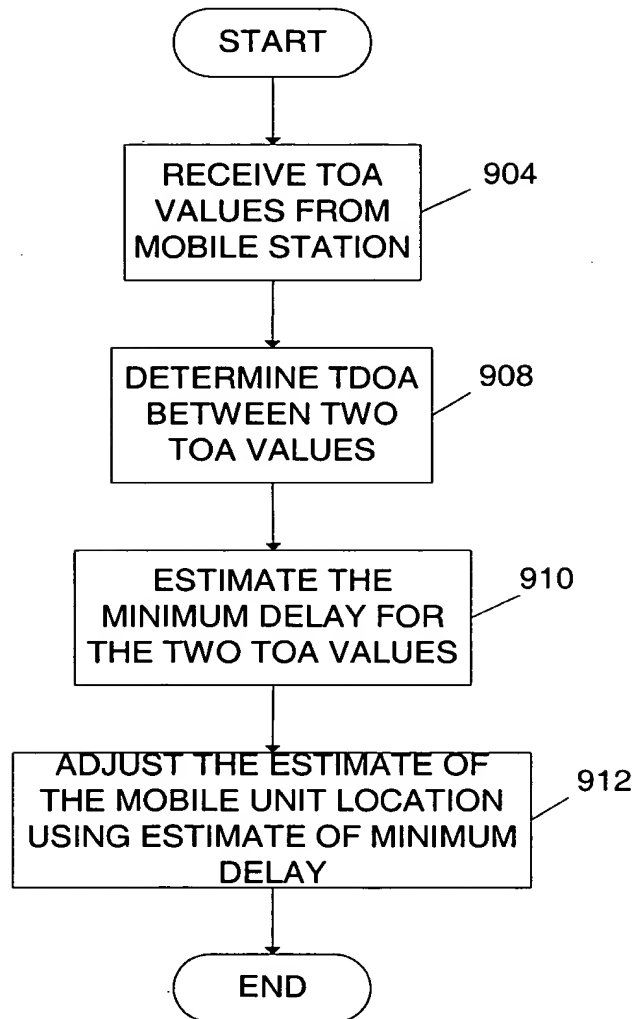 START
RECEIVE TOA
VALUES FROM
MOBILE STATION
904
DETERMINE TDOA
BETWEEN TWO
TOA VALUES
908
ESTIMATE THE
MINIMUM DELAY FOR
THE TWO TOA VALUES
910
ADJUST THE ESTIMATE OF
THE MOBILE UNIT LOCATION
USING ESTIMATE OF MINIMUM
DELAY
912
END